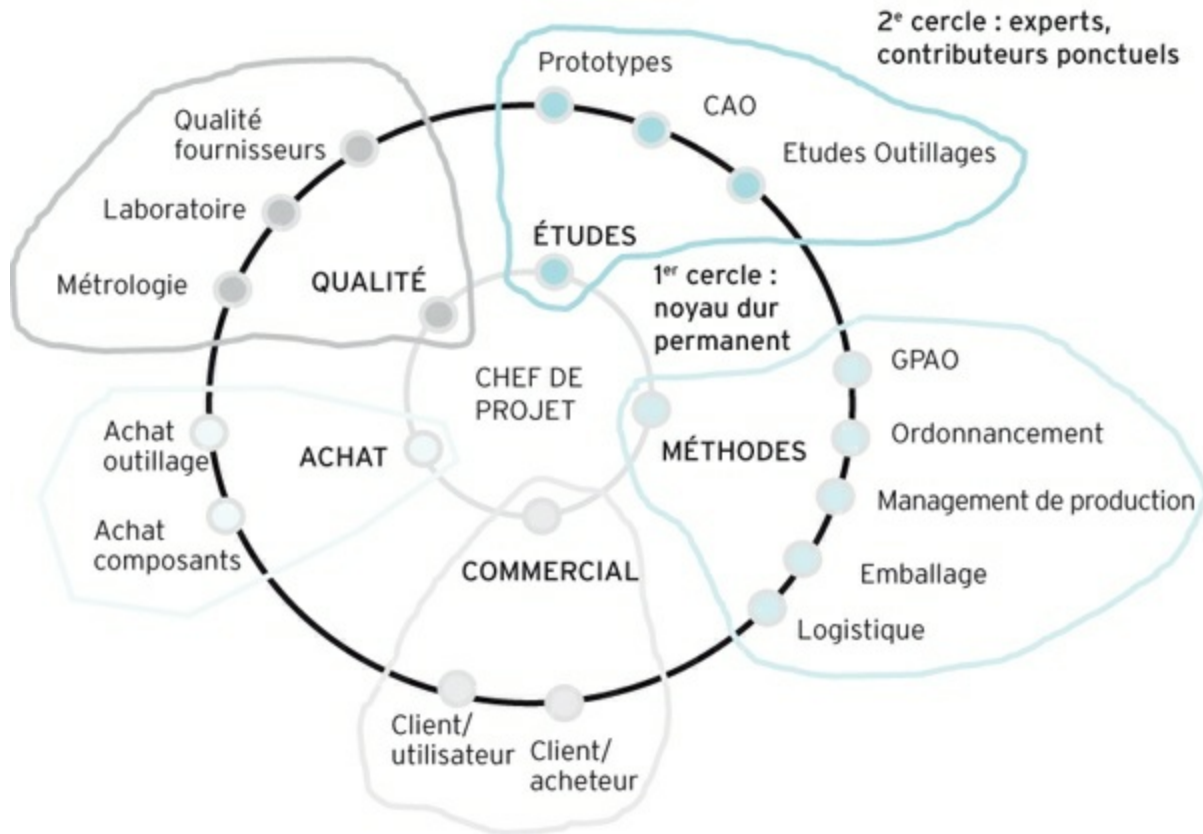 2e cercle : experts,
contributeurs ponctuels
Prototypes
CAO
Etudes Outillages
Qualité
fournisseurs
Laboratoire
Métrologie
QUALITÉ
ÉTUDES
1er cercle :
noyau dur
permanent
CHEF DE
PROJET
GPAO
Ordonnancement
MÉTHODES
Management de production
Emballage
Logistique
ACHAT
Achat
outillage
Achat
composants
COMMERCIAL
Client/
utilisateur
Client/
acheteur